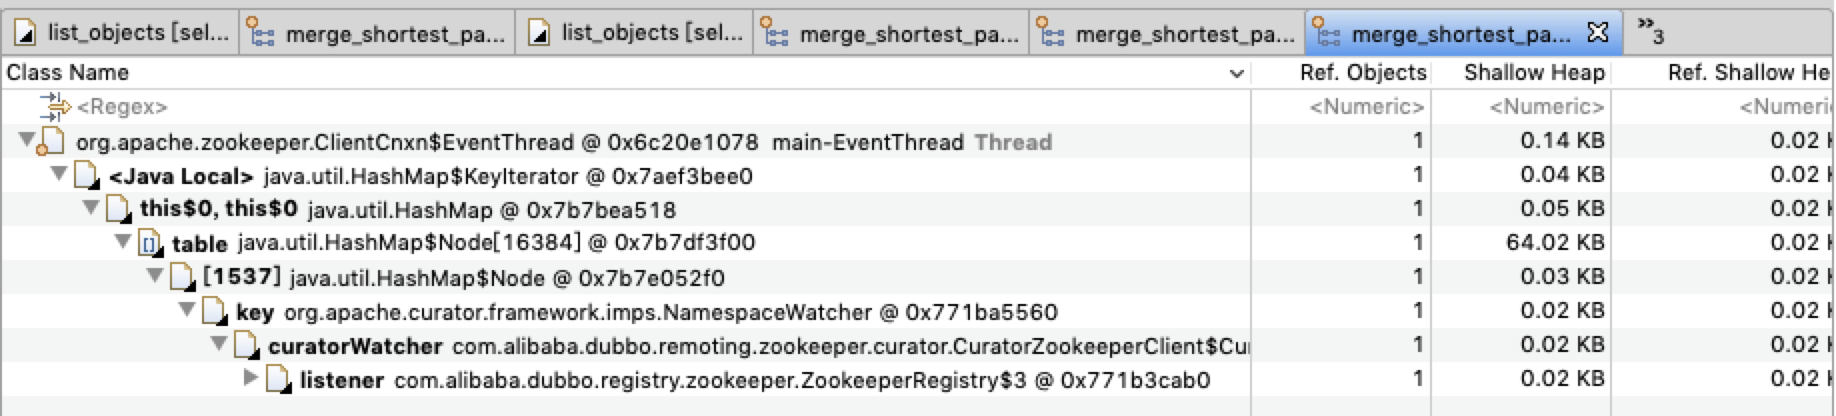 list_objects [sel... merge_shortest_pa... list_objects [sel... merge_shortest_pa... merge_shortest_pa... merge_shortest_pa... » 3
Class Name Ref. Objects Shallow Heap Ref. Shallow He
<Regex> <Numeric> <Numeric> <Numeri
org.apache.zookeeper.ClientCnxn$EventThread @ 0x6c20e1078 main-EventThread Thread 1 0.14 KB 0.02
<Java Local> java.util.HashMap$KeyIterator @ 0x7aef3bee0 1 0.04 KB 0.02
this$0, this$0 java.util.HashMap @ 0x7b7bea518 1 0.05 KB 0.02
table java.util.HashMap$Node[16384] @ 0x7b7df3f00 1 64.02 KB 0.02
[1537] java.util.HashMap$Node @ 0x7b7e052f0 1 0.03 KB 0.02
key org.apache.curator.framework.imps.NamespaceWatcher @ 0x771ba5560 1 0.02 KB 0.02
curatorWatcher com.alibaba.dubbo.remoting.zookeeper.curator.CuratorZookeeperClient$Cu 1 0.02 KB 0.02
listener com.alibaba.dubbo.registry.zookeeper.ZookeeperRegistry$3 @ 0x771b3cab0 1 0.02 KB 0.02